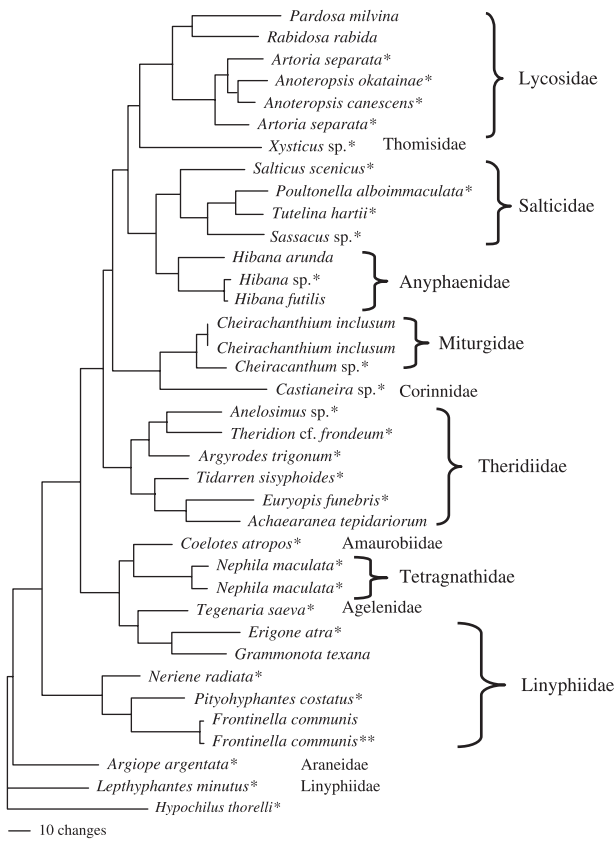 Pardosa milvina
Rabidosa rabida
Artoria separata*
Lycosidae
Anoteropsis okatainae*
Anoteropsis canescens*
Artoria separata*
Xysticus sp.* Thomisidae
Salticus scenicus*
Poultonella alboimmaculata*
Salticidae
Tutelina hartii*
Sassacus sp.*
Hibana arunda
Hibana sp.*
Anyphaenidae
Hibana futilis
Cheirachanthium inclusum
Miturgidae
Cheirachanthium inclusum
Cheiracanthum sp.*
Castianeira sp.* Corinnidae
Anelosimus sp.*
Theridion cf. frondeum*
Argyrodes trigonum*
Theridiidae
Tidarren sisyphoides*
Euryopis funebris*
Achaearanea tepidariorum
Coelotes atropos* Amaurobiidae
Nephila maculata*
Tetragnathidae
Nephila maculata*
Tegenaria saeva* Agelenidae
Erigone atra*
Grammonota texana
Neriene radiata*
Linyphiidae
Pityohyphantes costatus*
Frontinella communis
Frontinella communis**
Argiope argentata* Araneidae
Lepthyphantes minutus* Linyphiidae
Hypochilus thorelli*
10 changes